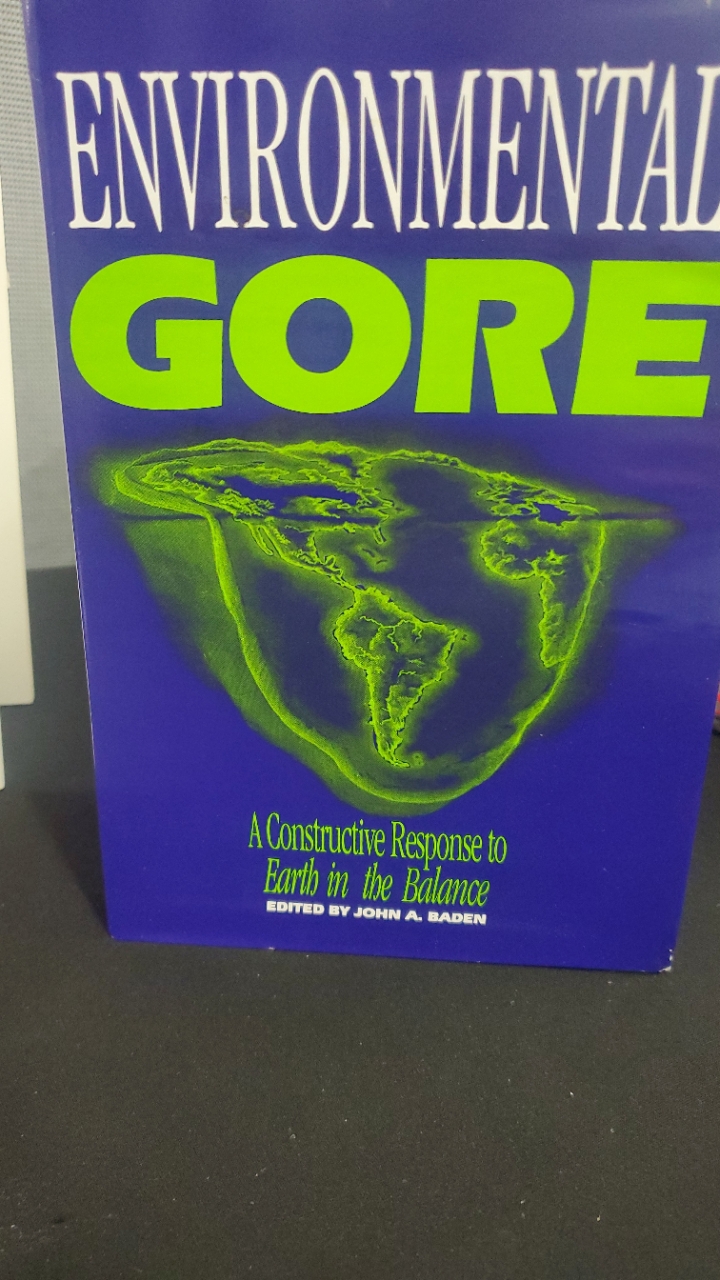 ENVIRONMENTAL
GORE
A Constructive Response to
Earth in the Balance
EDITED BY JOHN A. BADEN